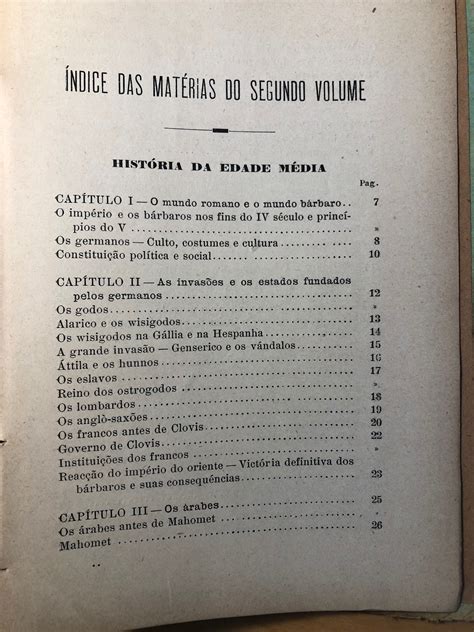 ÍNDICE DAS MATÉRIAS DO SEGUNDO VOLUME
HISTÓRIA DA EDADE MÉDIA
Pag.
CAPÍTULO I — O mundo romano e o mundo bárbaro.. 7
O império e os bárbaros nos fins do IV século e princí-
pios do V ........ »
Os germanos — Culto, costumes e cultura........ 8
Constituição política e social........ 10
CAPÍTULO II — As invasões e os estados fundados
pelos germanos........ 12
Os godos........ »
Alarico e os wisigodos........ 13
Os wisigodos na Gállia e na Hespanha........ 14
A grande invasão — Genserico e os vándalos........ 15
Áttila e os hunnos........ 16
Os eslavos........ 17
Reino dos ostrogodos........ »
Os lombardos........ 18
Os anglò-saxões........ 19
Os francos antes de Clovis........ 20
Governo de Clovis........ 22
Instituições dos francos........ »
Reacção do império do oriente — Victória definitiva dos
bárbaros e suas consequências........ 23
CAPÍTULO III — Os árabes........ 25
Os árabes antes de Mahomet........ »
Mahomet........ 26